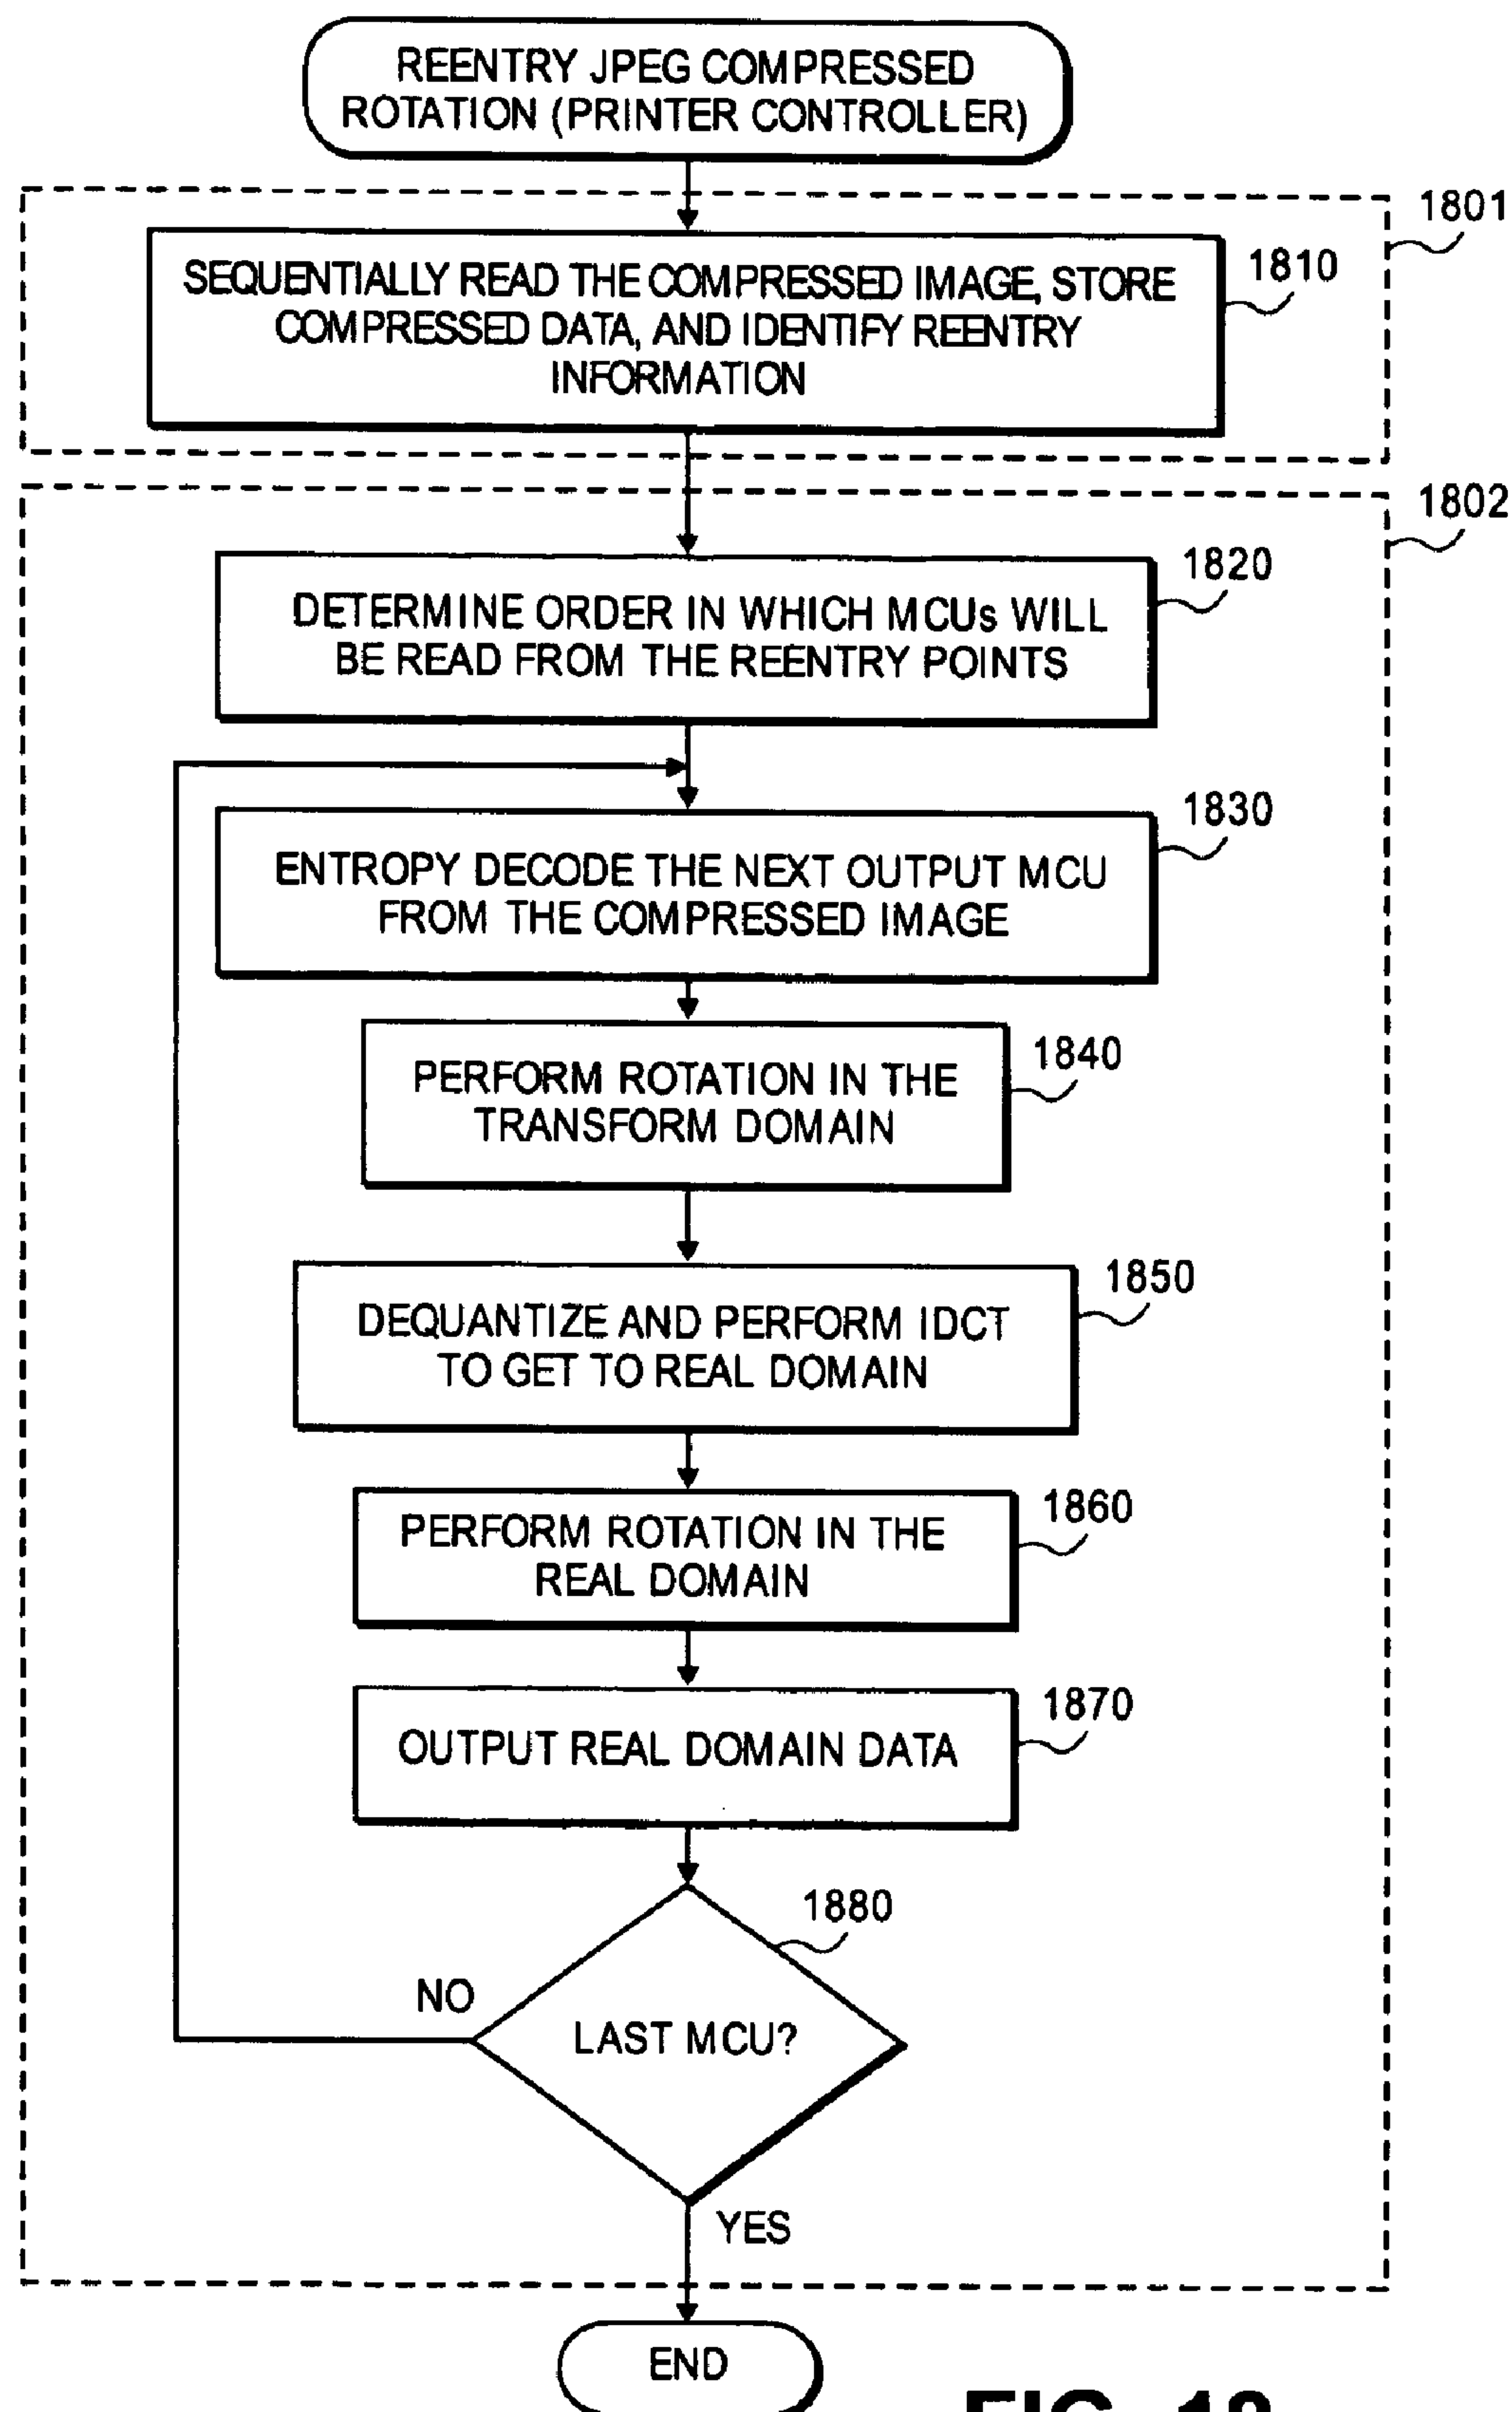 REENTRY JPEG COMPRESSED
ROTATION (PRINTER CONTROLLER)
1801
1810
SEQUENTIALLY READ THE COMPRESSED IMAGE, STORE
COMPRESSED DATA, AND IDENTIFY REENTRY
INFORMATION
1802
1820
DETERMINE ORDER IN WHICH MCUs WILL
BE READ FROM THE REENTRY POINTS
1830
ENTROPY DECODE THE NEXT OUTPUT MCU
FROM THE COMPRESSED IMAGE
1840
PERFORM ROTATION IN THE
TRANSFORM DOMAIN
1850
DEQUANTIZE AND PERFORM IDCT
TO GET TO REAL DOMAIN
1860
PERFORM ROTATION IN THE
REAL DOMAIN
1870
OUTPUT REAL DOMAIN DATA
1880
NO
LAST MCU?
YES
END
FIG. 18